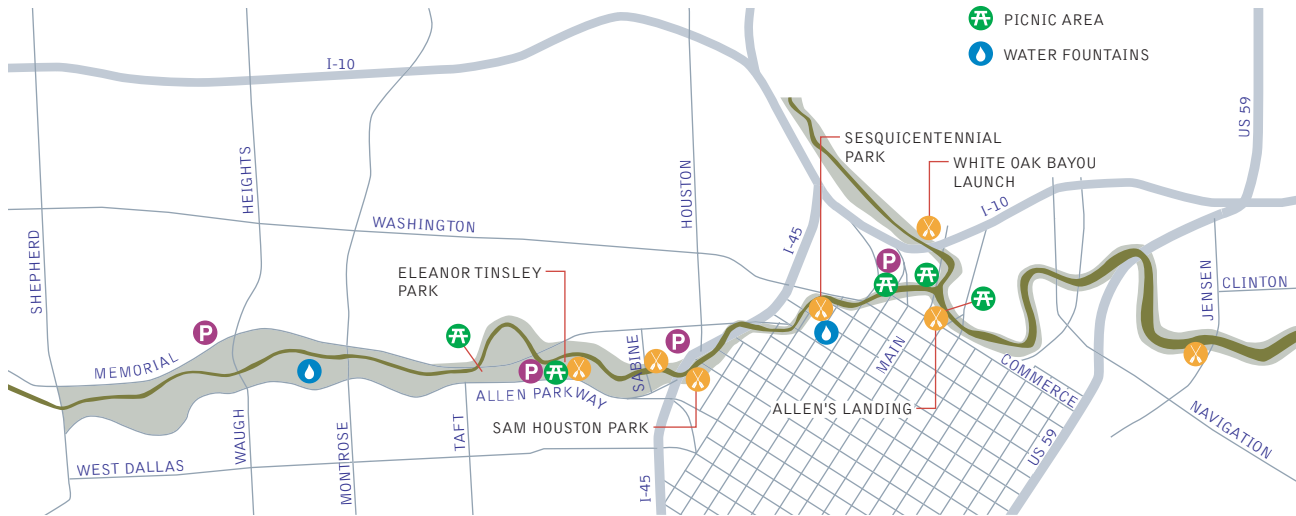 PICNIC AREA
WATER FOUNTAINS
I-10
US 59
SESQUICENTENNIAL
PARK
WHITE OAK BAYOU
LAUNCH
HEIGHTS
HOUSTON
I-10
WASHINGTON
I-45
SHEPHERD
ELEANOR TINSLEY
PARK
JENSEN
CLINTON
P
P
P
P
MEMORIAL
SABINE
MAIN
COMMERCE
ALLEN PARKWAY
ALLEN'S LANDING
SAM HOUSTON PARK
WAUGH
MONTROSE
TAFT
NAVIGATION
US 59
WEST DALLAS
I-45